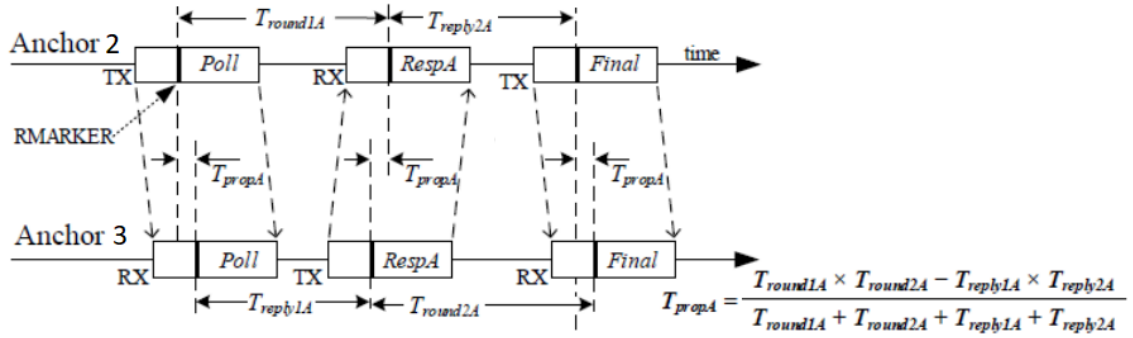 T_round1A T_reply2A
Anchor 2 TX Poll RX RespA TX Final time
RMARKER
T_propA T_propA T_propA
Anchor 3
RX Poll TX RespA RX Final
T_reply1A T_round2A
T_propA = (T_round1A × T_round2A − T_reply1A × T_reply2A) / (T_round1A + T_round2A + T_reply1A + T_reply2A)